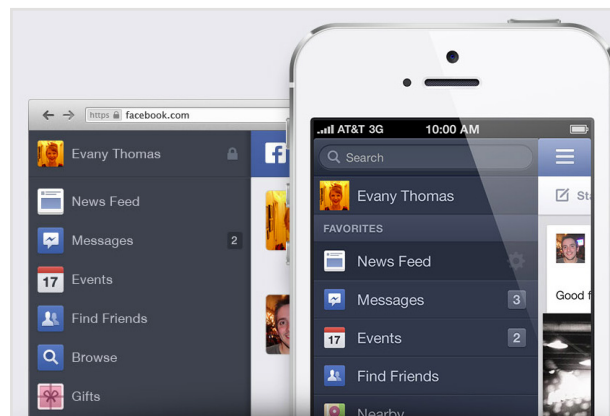 https facebook.com
Evany Thomas
News Feed
Messages 2
17 Events
Find Friends
Browse
Gifts
f
AT&T 3G 10:00 AM
Search
Evany Thomas
FAVORITES
News Feed
Messages 3
17 Events 2
Find Friends
Nearby
Good